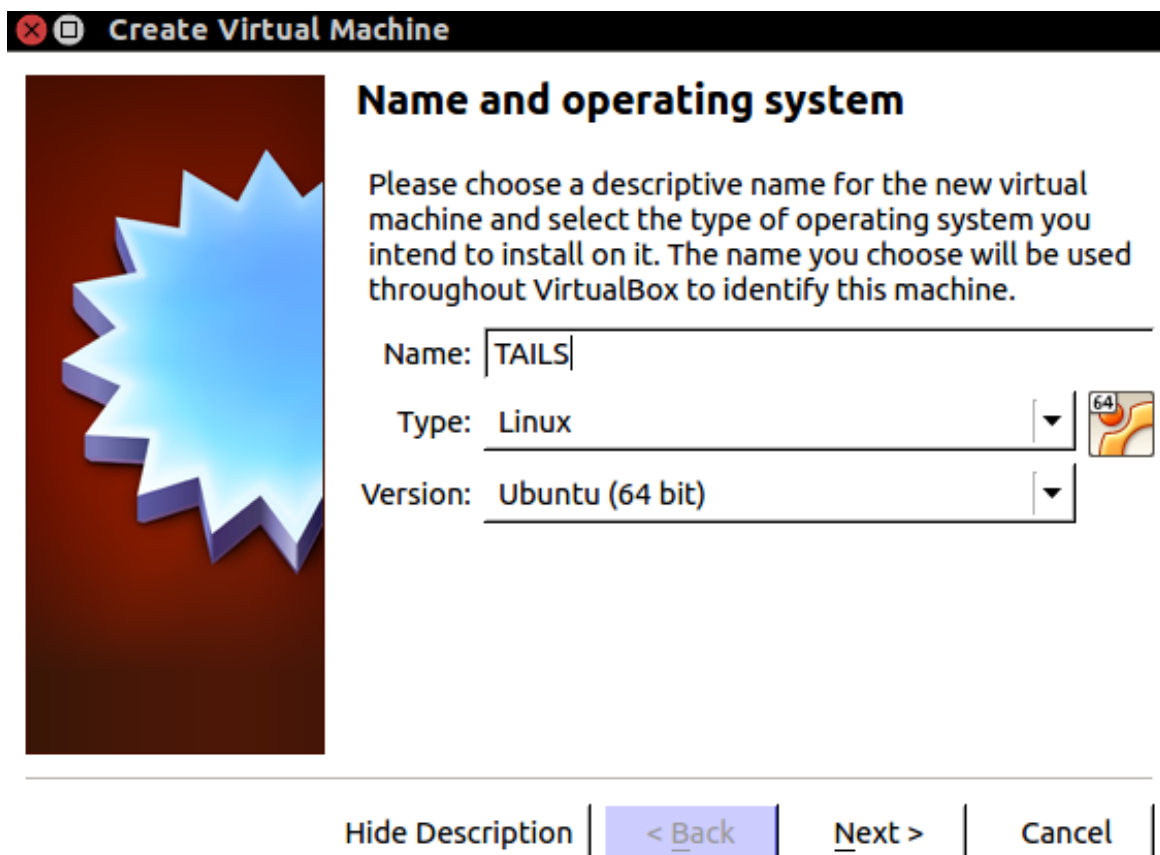 Create Virtual Machine
Name and operating system
Please choose a descriptive name for the new virtual
machine and select the type of operating system you
intend to install on it. The name you choose will be used
throughout VirtualBox to identify this machine.
Name: TAILS
Type: Linux
64
Version: Ubuntu (64 bit)
Hide Description < Back Next > Cancel